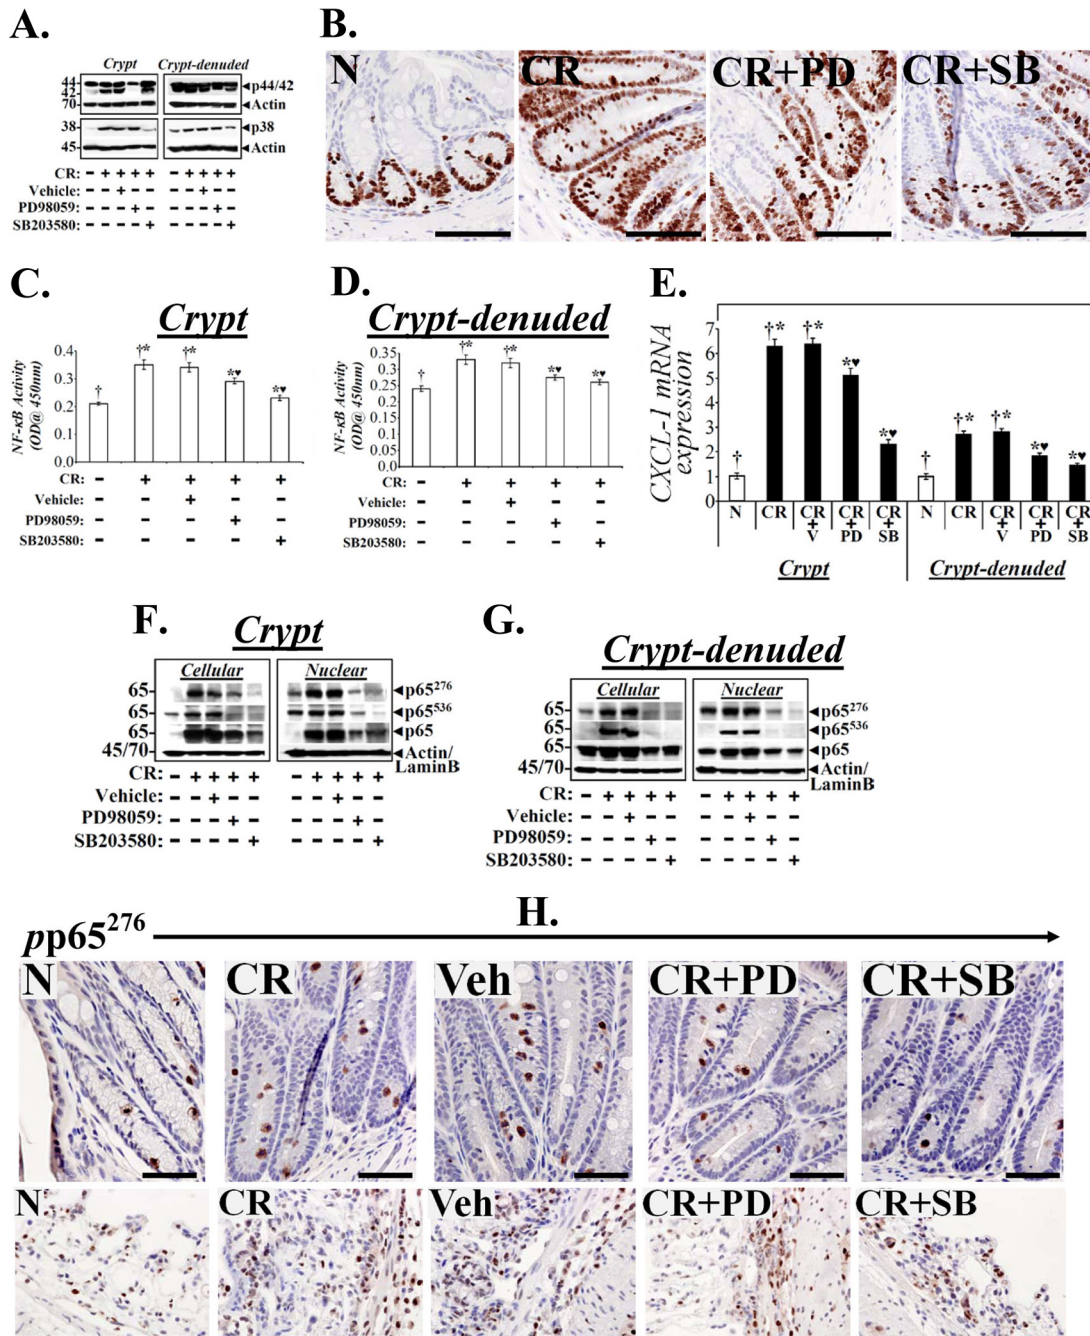 A.
Crypt Crypt-denuded
44
42
p44/42
70
Actin
38
p38
45
Actin
CR: – + + + + – + + + +
Vehicle: – – + – – – – + – –
PD98059: – – – + – – – – + –
SB203580: – – – – + – – – – +
B.
N CR CR+PD CR+SB
C.
Crypt
NF-κB Activity
(OD@ 450nm)
0.4
0.3
0.2
0.1
0.0
† †* †* *♥ *♥
CR: – + + + +
Vehicle: – – + – –
PD98059: – – – + –
SB203580: – – – – +
D.
Crypt-denuded
NF-κB Activity
(OD@ 450nm)
0.35
0.3
0.25
0.2
0.15
0.1
0.05
0
† †* †* *♥ *♥
CR: – + + + +
Vehicle: – – + – –
PD98059: – – – + –
SB203580: – – – – +
E.
CXCL-1 mRNA
expression
7
6
5
4
3
2
1
0
† †* †* *♥ *♥ † †* †* *♥ *♥
N CR CR+V CR+PD CR+SB N CR CR+V CR+PD CR+SB
Crypt Crypt-denuded
F.
Crypt
Cellular Nuclear
65 p65²⁷⁶
65 p65⁵³⁶
65 p65
45/70 Actin/
LaminB
CR: – + + + + – + + + +
Vehicle: – – + – – – – + – –
PD98059: – – – + – – – – + –
SB203580: – – – – + – – – – +
G.
Crypt-denuded
Cellular Nuclear
65 p65²⁷⁶
65 p65⁵³⁶
65 p65
45/70 Actin/
LaminB
CR: – + + + + – + + + +
Vehicle: – – + – – – – + – –
PD98059: – – – + – – – – + –
SB203580: – – – – + – – – – +
H.
pp65²⁷⁶
N CR Veh CR+PD CR+SB
N CR Veh CR+PD CR+SB